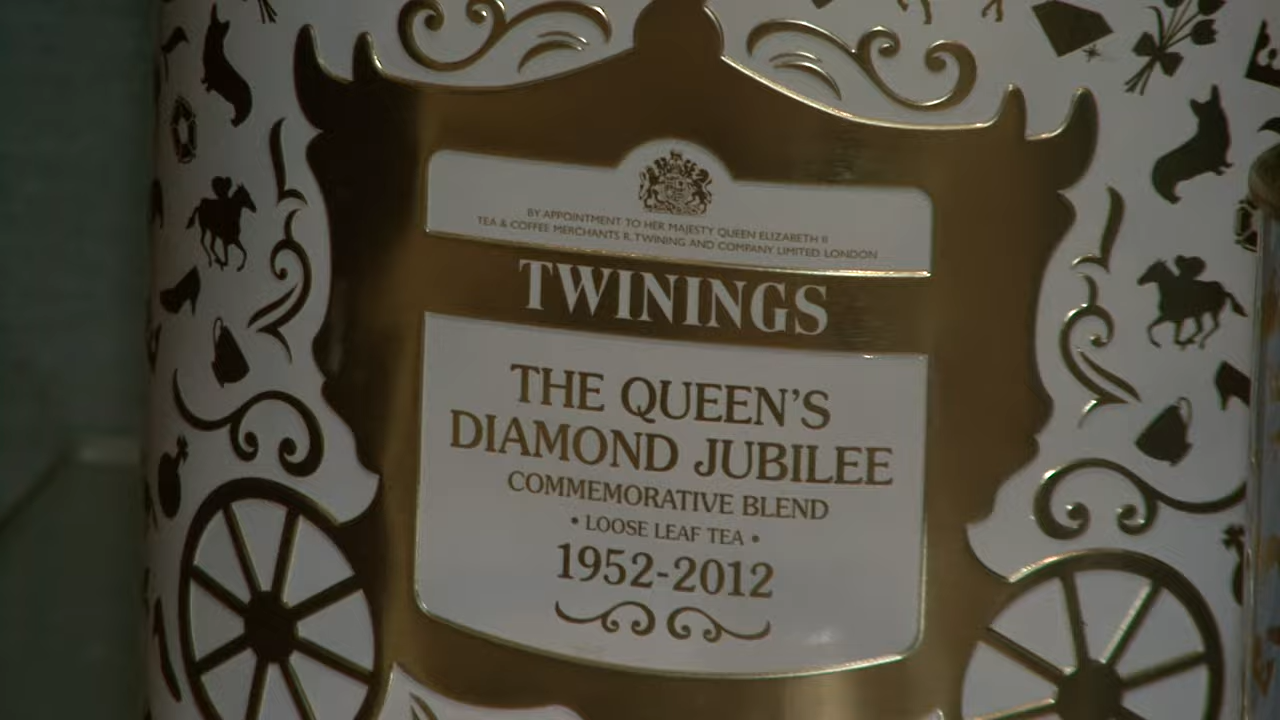 BY APPOINTMENT TO HER MAJESTY QUEEN ELIZABETH II
TEA & COFFEE MERCHANTS R. TWINING AND COMPANY LIMITED LONDON
TWININGS
THE QUEEN'S
DIAMOND JUBILEE
COMMEMORATIVE BLEND
• LOOSE LEAF TEA •
1952-2012